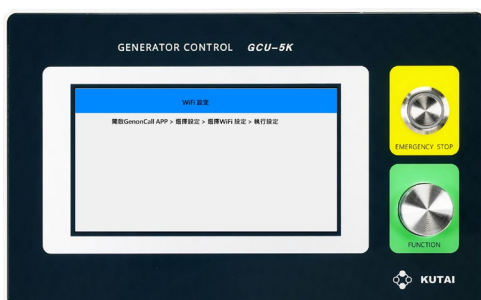 GENERATOR CONTROL GCU-5K
WiFi 設定
開啟GenonCall APP > 選擇設定 > 選擇WiFi 設定 > 執行設定
EMERGENCY STOP
FUNCTION
KUTAI